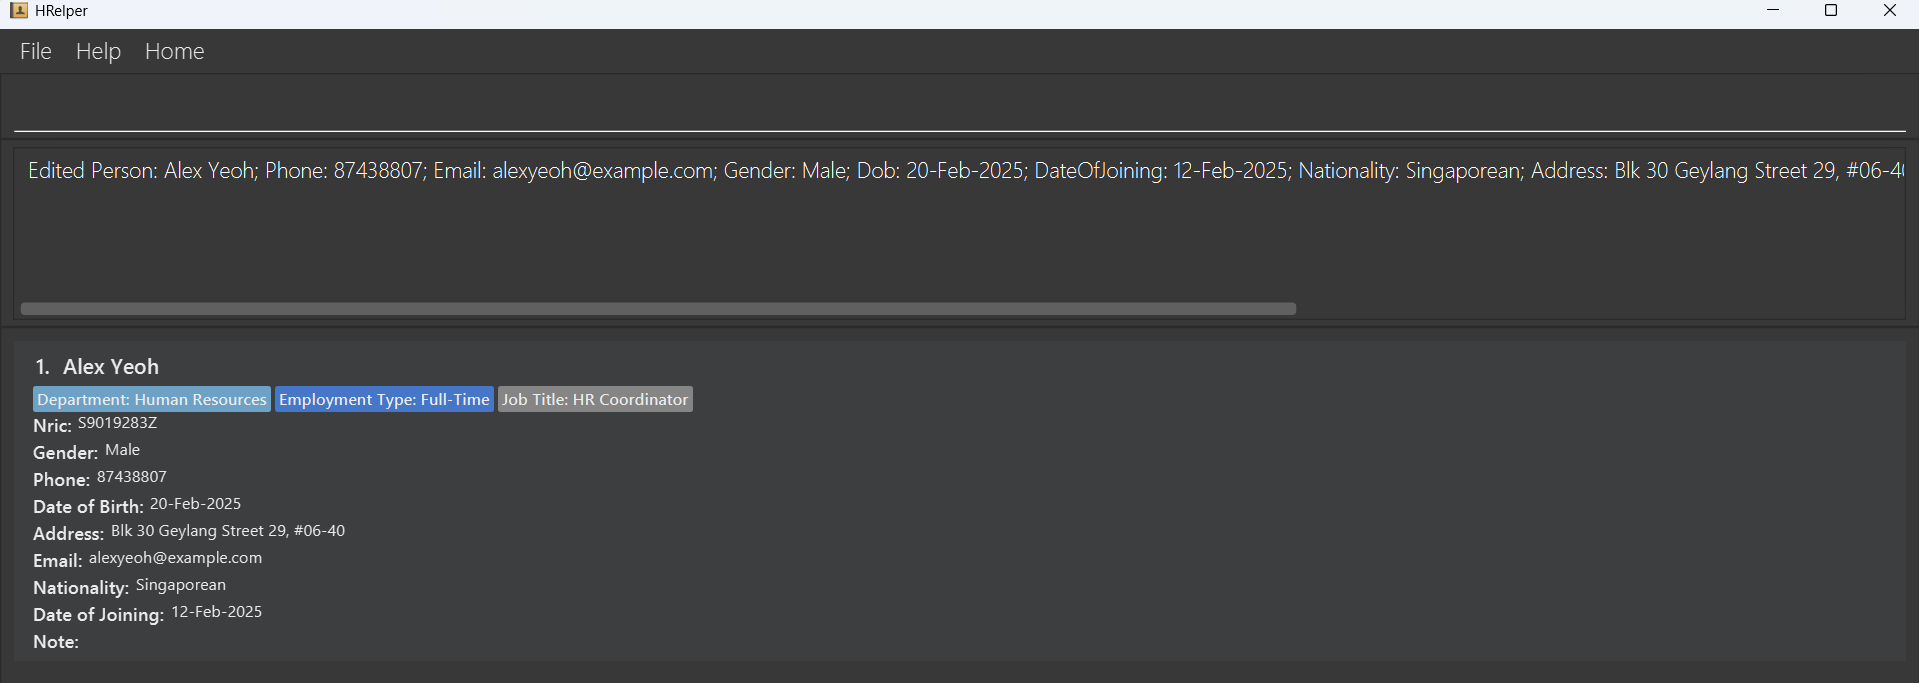 HRelper
File Help Home
Edited Person: Alex Yeoh; Phone: 87438807; Email: alexyeoh@example.com; Gender: Male; Dob: 20-Feb-2025; DateOfJoining: 12-Feb-2025; Nationality: Singaporean; Address: Blk 30 Geylang Street 29, #06-4
1. Alex Yeoh
Department: Human Resources Employment Type: Full-Time Job Title: HR Coordinator
Nric: S9019283Z
Gender: Male
Phone: 87438807
Date of Birth: 20-Feb-2025
Address: Blk 30 Geylang Street 29, #06-40
Email: alexyeoh@example.com
Nationality: Singaporean
Date of Joining: 12-Feb-2025
Note: